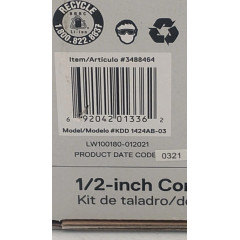 RECYCLE
1.800.822.8837
Item/Artículo #3488464
6 92042 01336 2
Model/Modelo #KDD 1424AB-03
LW100180-012021
PRODUCT DATE CODE: 0321
1/2-inch Co
Kit de taladro/de